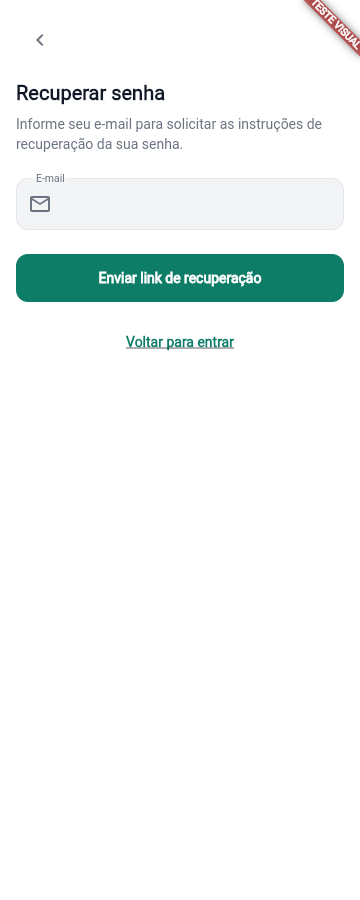 TESTE VISUAL
Recuperar senha
Informe seu e-mail para solicitar as instruções de
recuperação da sua senha.
E-mail
Enviar link de recuperação
Voltar para entrar